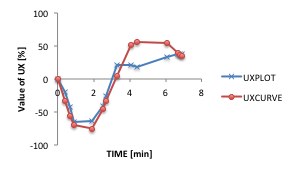 100
50
0
-50
-100
0 2 4 6 8
Value of UX [%]
TIME [min]
UXPLOT
UXCURVE